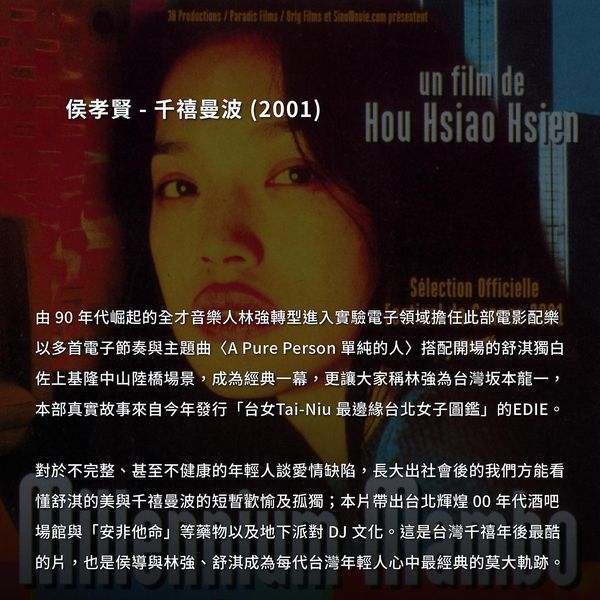 3H Productions / Paradis Films / Orly Films et SinoMovie.com présentent
un film de
Hou Hsiao Hsien
侯孝賢 - 千禧曼波 (2001)
Sélection Officielle
由 90 年代崛起的全才音樂人林強轉型進入實驗電子領域擔任此部電影配樂
以多首電子節奏與主題曲〈A Pure Person 單純的人〉搭配開場的舒淇獨白
佐上基隆中山陸橋場景，成為經典一幕，更讓大家稱林強為台灣坂本龍一，
本部真實故事來自今年發行「台女Tai-Niu 最邊緣台北女子圖鑑」的EDIE。
對於不完整、甚至不健康的年輕人談愛情缺陷，長大出社會後的我們方能看
懂舒淇的美與千禧曼波的短暫歡愉及孤獨；本片帶出台北輝煌 00 年代酒吧
場館與「安非他命」等藥物以及地下派對 DJ 文化。這是台灣千禧年後最酷
的片，也是侯導與林強、舒淇成為每代台灣年輕人心中最經典的莫大軌跡。
Millennium Mambo